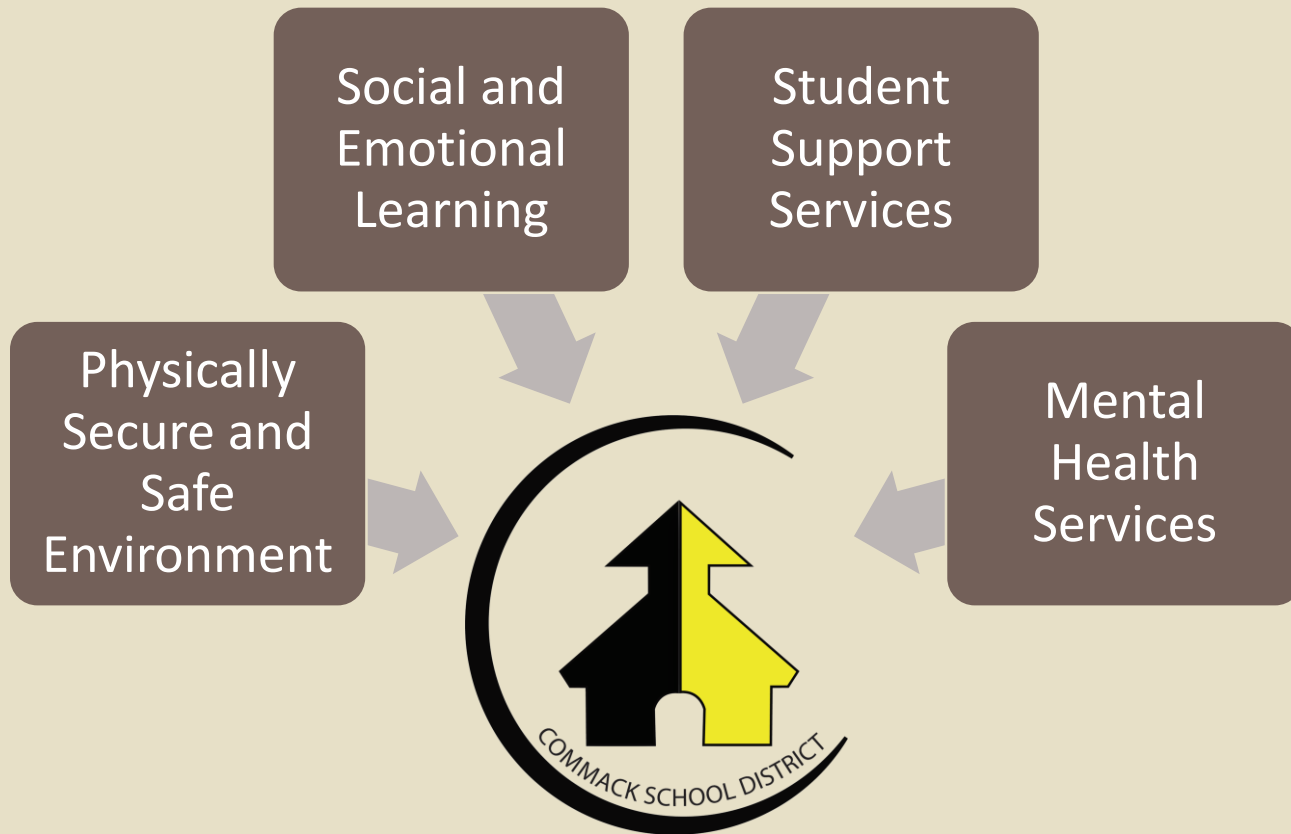 Social and
Emotional
Learning
Student
Support
Services
Physically
Secure and
Safe
Environment
Mental
Health
Services
COMMACK SCHOOL DISTRICT